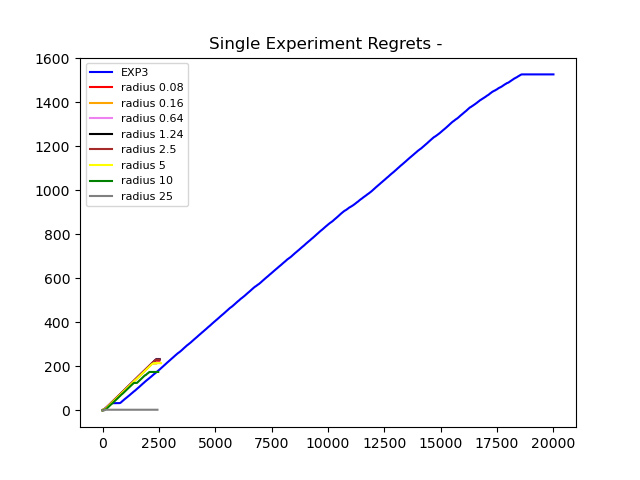 Single Experiment Regrets -
1600
1400
1200
1000
800
600
400
200
0
EXP3
radius 0.08
radius 0.16
radius 0.64
radius 1.24
radius 2.5
radius 5
radius 10
radius 25
0 2500 5000 7500 10000 12500 15000 17500 20000